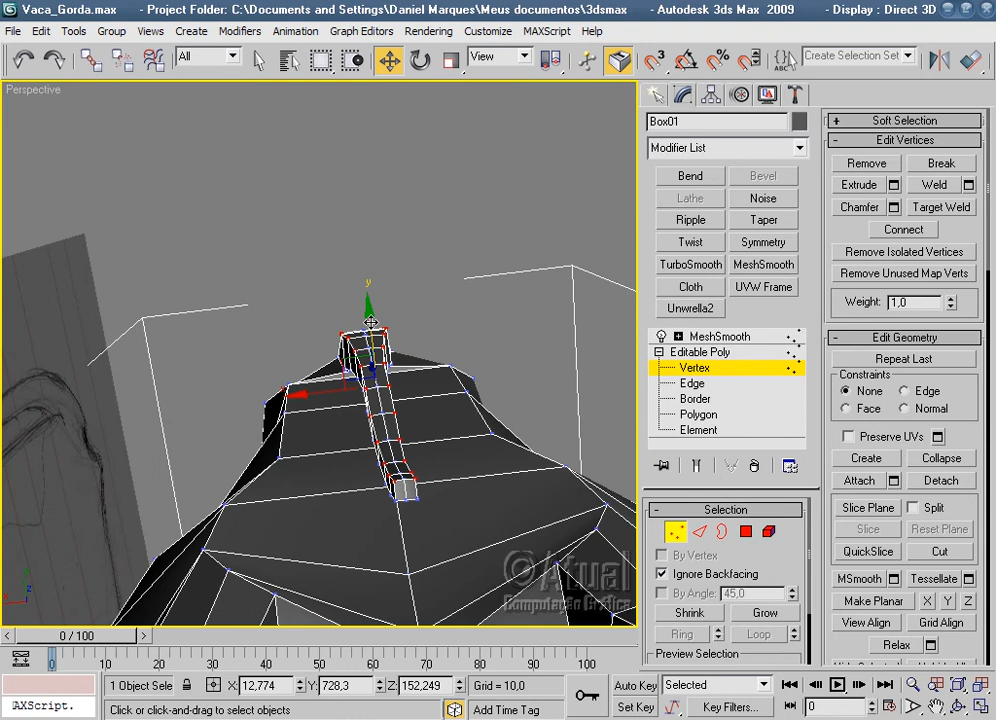 Vaca_Gorda.max - Project Folder: C:\Documents and Settings\Daniel Marques\Meus documentos\3dsmax - Autodesk 3ds Max 2009 - Display : Direct 3D
File Edit Tools Group Views Create Modifiers Animation Graph Editors Rendering Customize MAXScript Help
All View Create Selection Set
Perspective
Box01
Modifier List
Bend Bevel
Lathe Noise
Ripple Taper
Twist Symmetry
TurboSmooth MeshSmooth
Cloth UVW Frame
Unwrella2
MeshSmooth
Editable Poly
Vertex
Edge
Border
Polygon
Element
Selection
By Vertex
Ignore Backfacing
By Angle: 45,0
Shrink Grow
Ring Loop
Preview Selection
+ Soft Selection
- Edit Vertices
Remove Break
Extrude Weld
Chamfer Target Weld
Connect
Remove Isolated Vertices
Remove Unused Map Verts
Weight: 1,0
- Edit Geometry
Repeat Last
Constraints
None Edge
Face Normal
Preserve UVs
Create Collapse
Attach Detach
Slice Plane Split
Slice Reset Plane
QuickSlice Cut
MSmooth Tessellate
Make Planar X Y Z
View Align Grid Align
Relax
y
z
© Atual
Computação Gráfica
< 0 / 100 >
0 10 20 30 40 50 60 70 80 90 100
1 Object Sele X: 12,774 Y: 728,3 Z: 152,249 Grid = 10,0
Auto Key Selected
AXScript. Click or click-and-drag to select objects Add Time Tag
Set Key Key Filters... 0